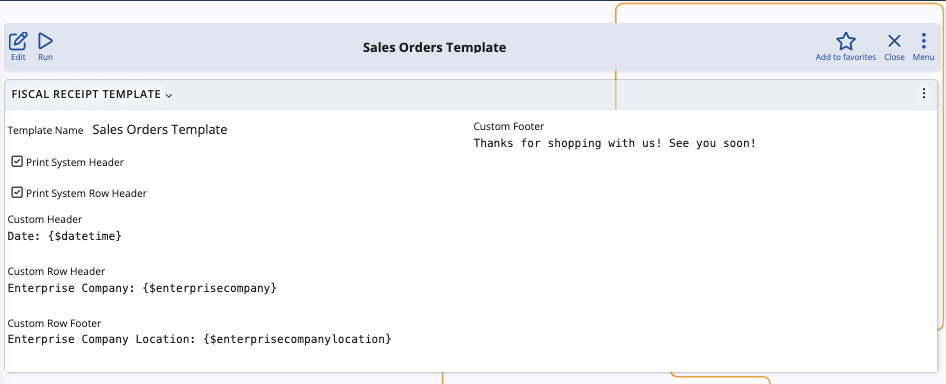 Sales Orders Template
Edit
Run
Add to favorites
Close
Menu
FISCAL RECEIPT TEMPLATE
Template Name Sales Orders Template
Print System Header
Print System Row Header
Custom Header
Date: {$datetime}
Custom Row Header
Enterprise Company: {$enterprisecompany}
Custom Row Footer
Enterprise Company Location: {$enterprisecompanylocation}
Custom Footer
Thanks for shopping with us! See you soon!